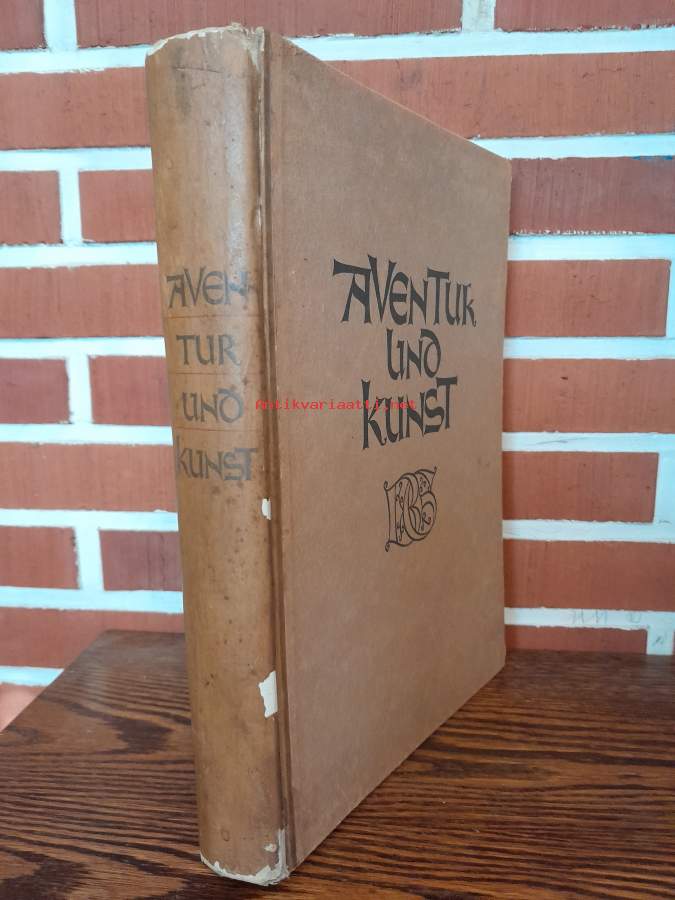 AVEN-
TUR
UND
KUNST
AVENTUR
UND
KUNST
Antikvariaatti.net